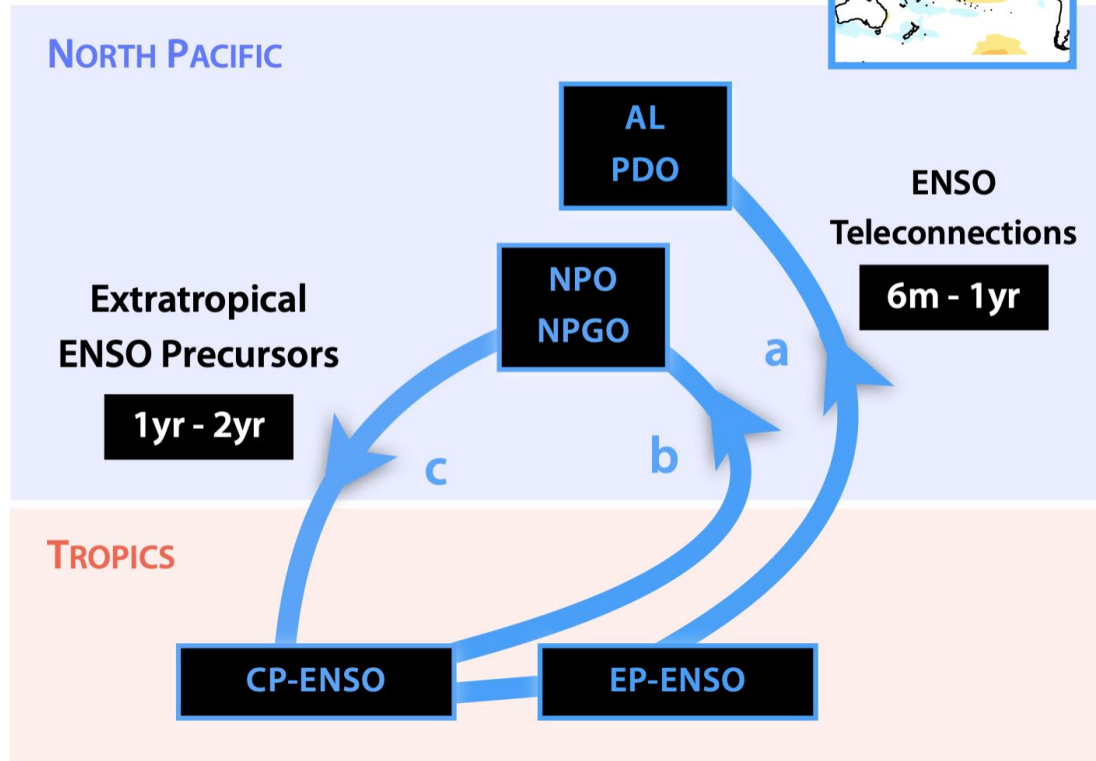 NORTH PACIFIC
AL
PDO
ENSO
Teleconnections
6m - 1yr
NPO
NPGO
Extratropical
ENSO Precursors
1yr - 2yr
a
b
c
TROPICS
CP-ENSO
EP-ENSO